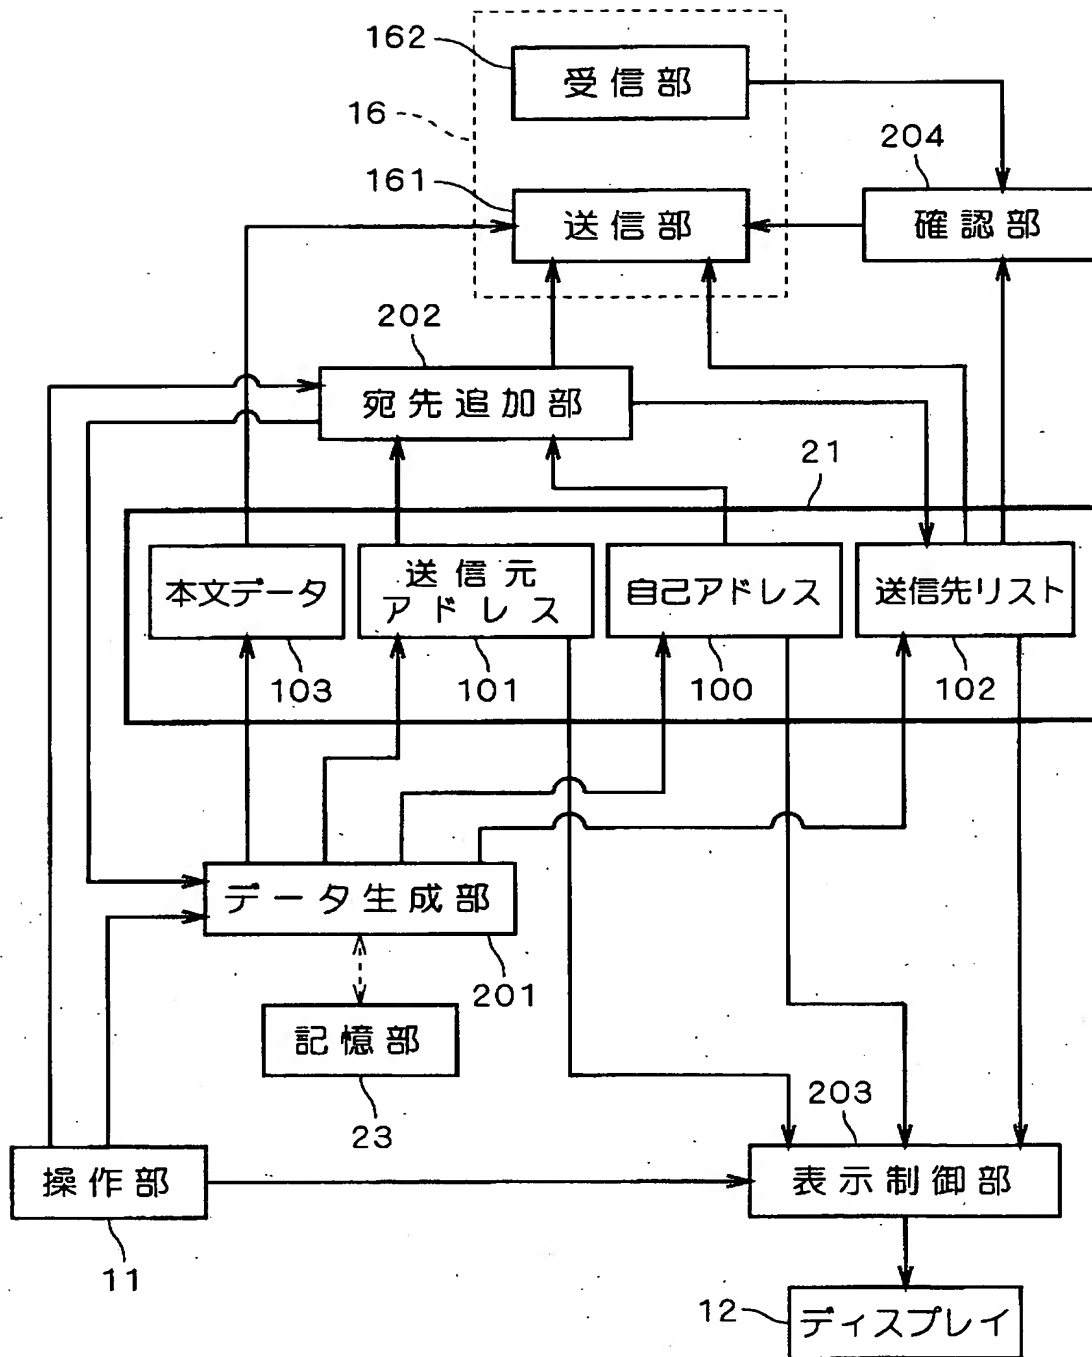 162
受信部
16
204
161
送信部
確認部
202
宛先追加部
21
本文データ
送信元
アドレス
自己アドレス
送信先リスト
103
101
100
102
データ生成部
201
記憶部
23
203
操作部
表示制御部
11
12
ディスプレイ